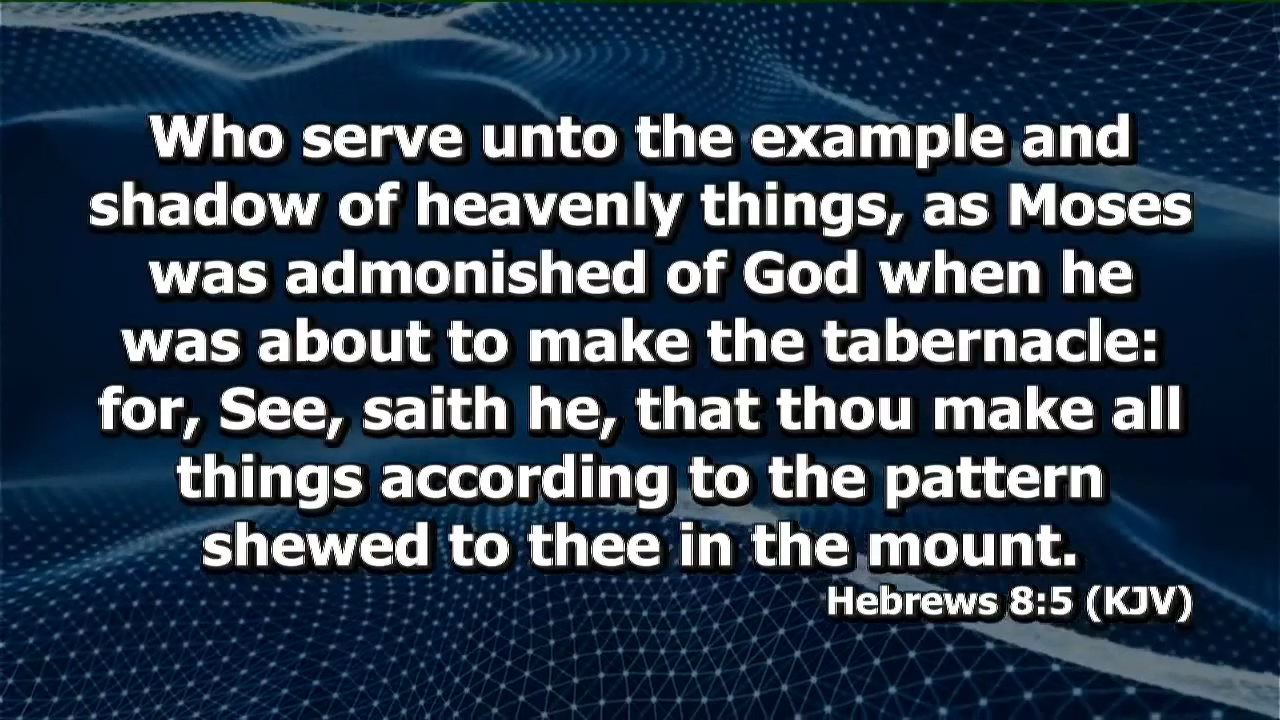 Who serve unto the example and
shadow of heavenly things, as Moses
was admonished of God when he
was about to make the tabernacle:
for, See, saith he, that thou make all
things according to the pattern
shewed to thee in the mount.
Hebrews 8:5 (KJV)